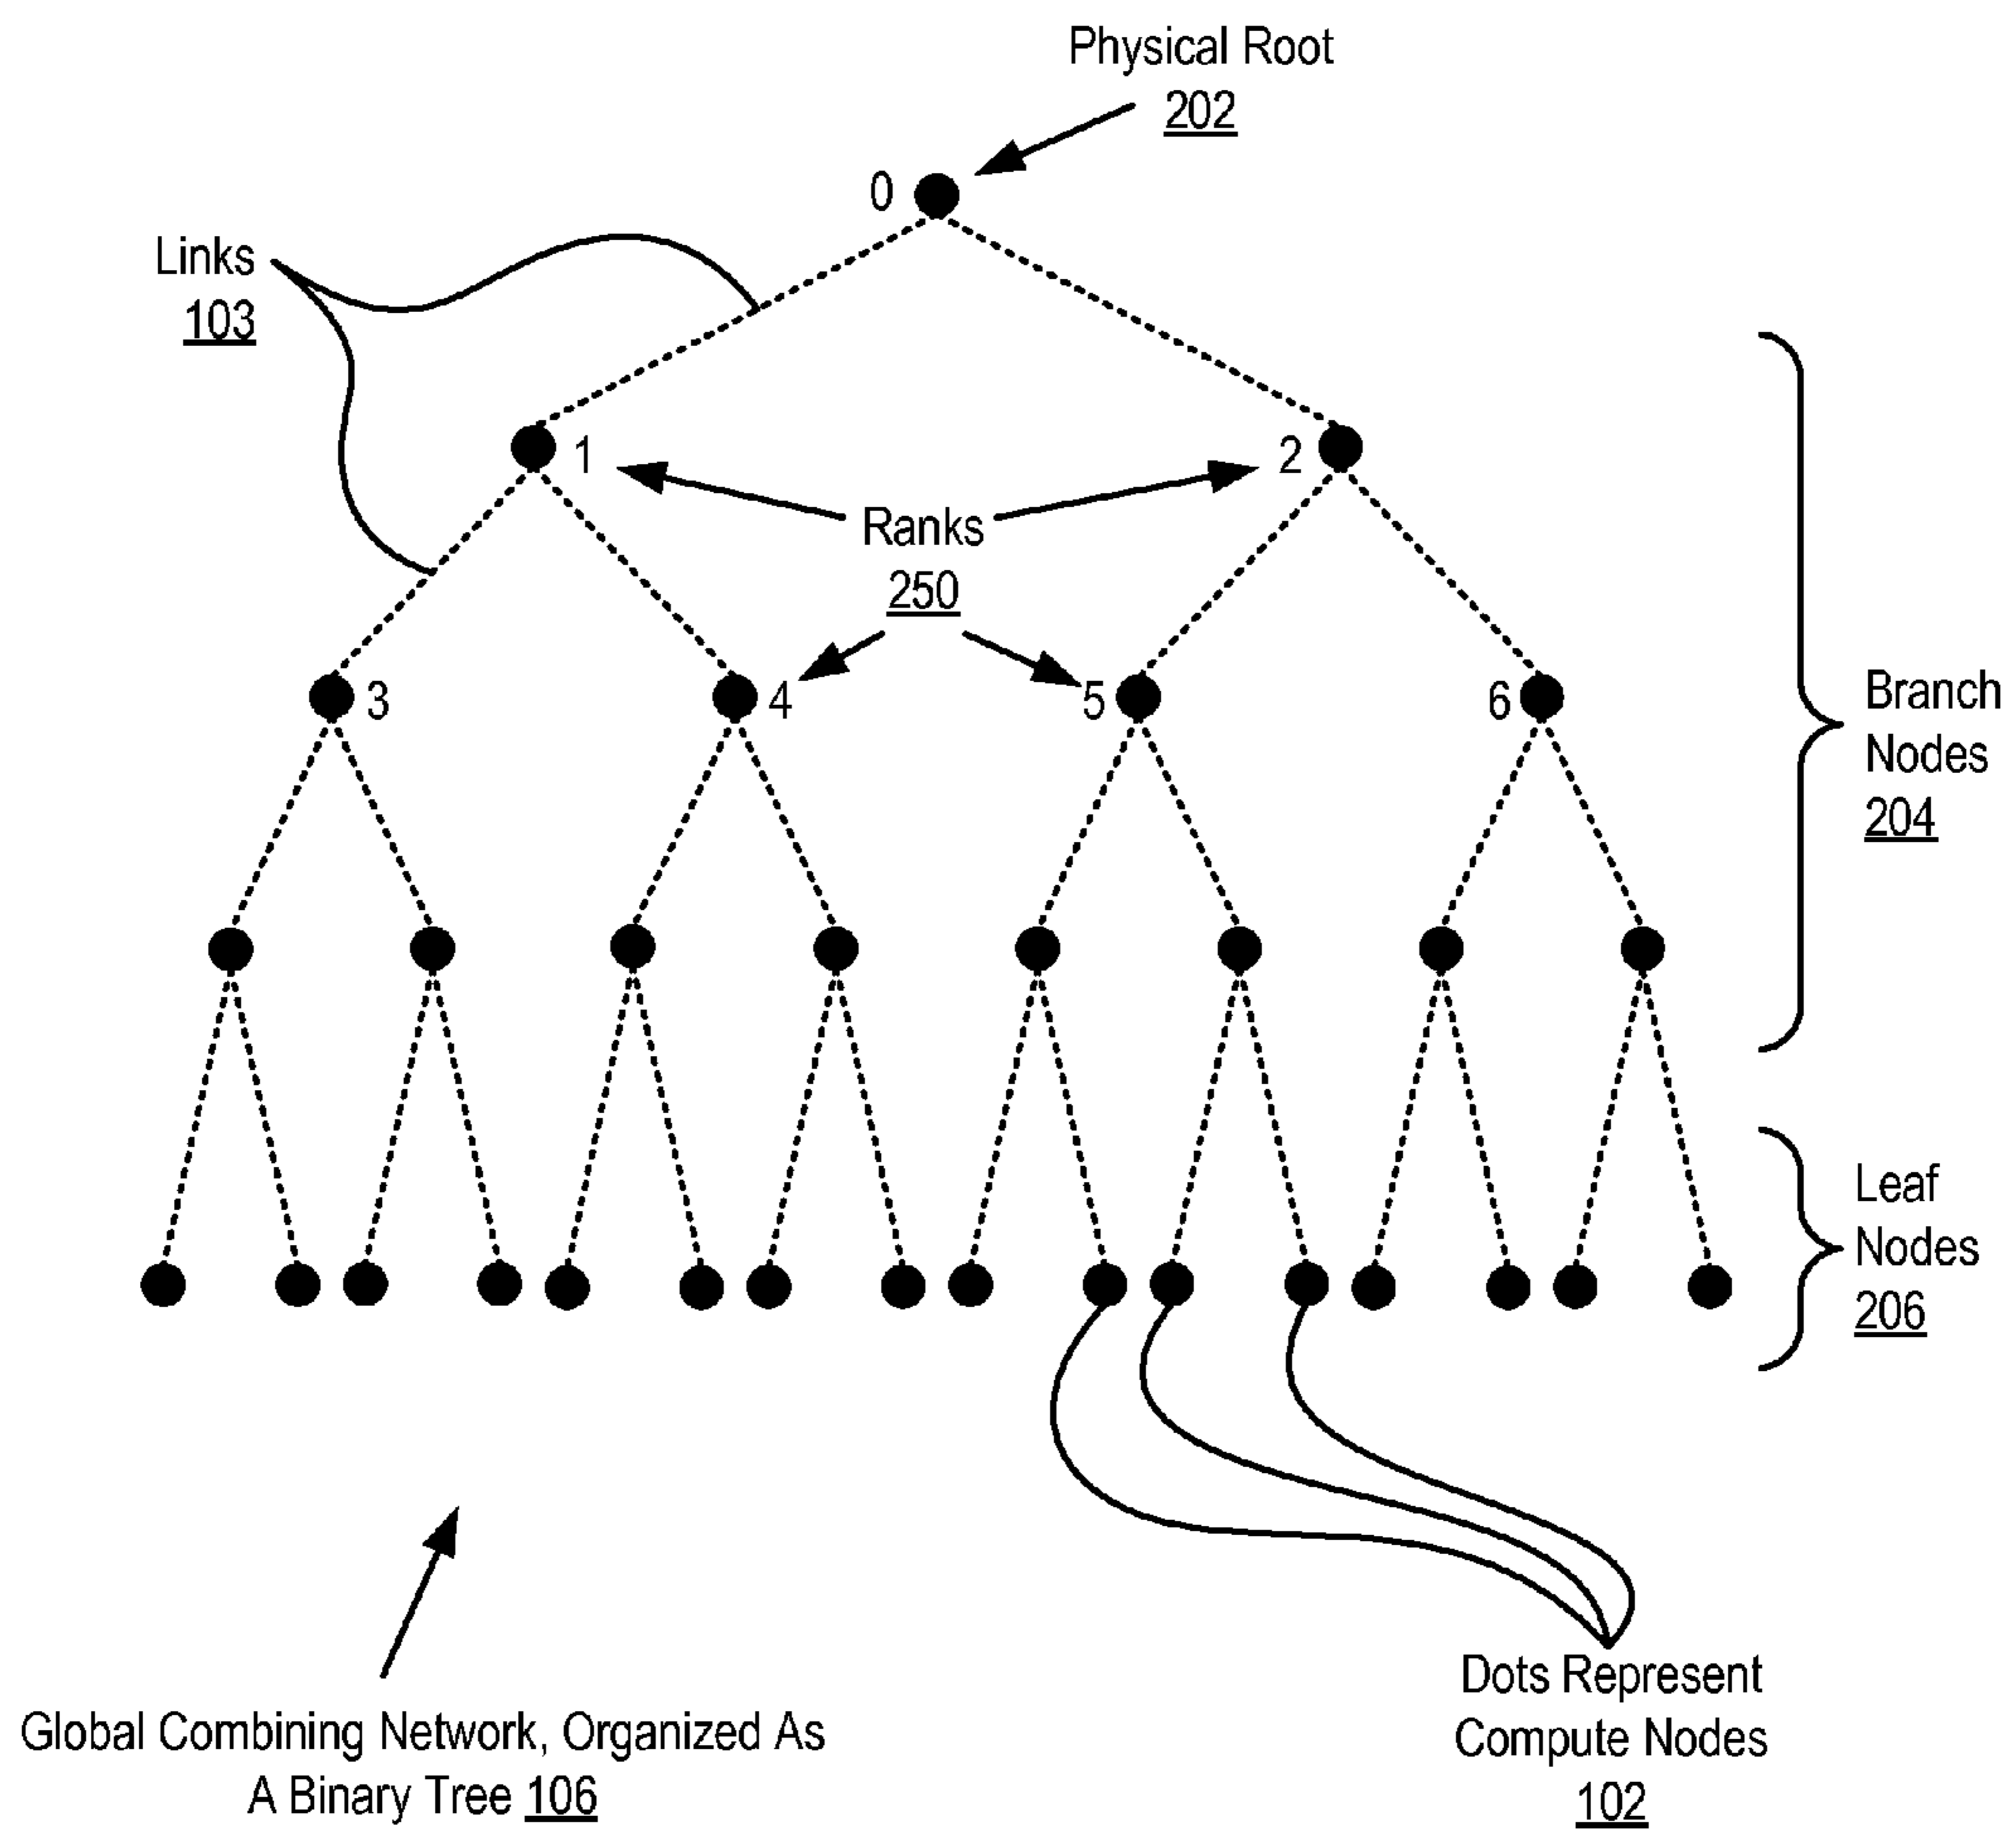 Physical Root
202
0
Links
103
1
2
Ranks
250
3
4
5
6
Branch
Nodes
204
Leaf
Nodes
206
Dots Represent
Compute Nodes
102
Global Combining Network, Organized As
A Binary Tree 106